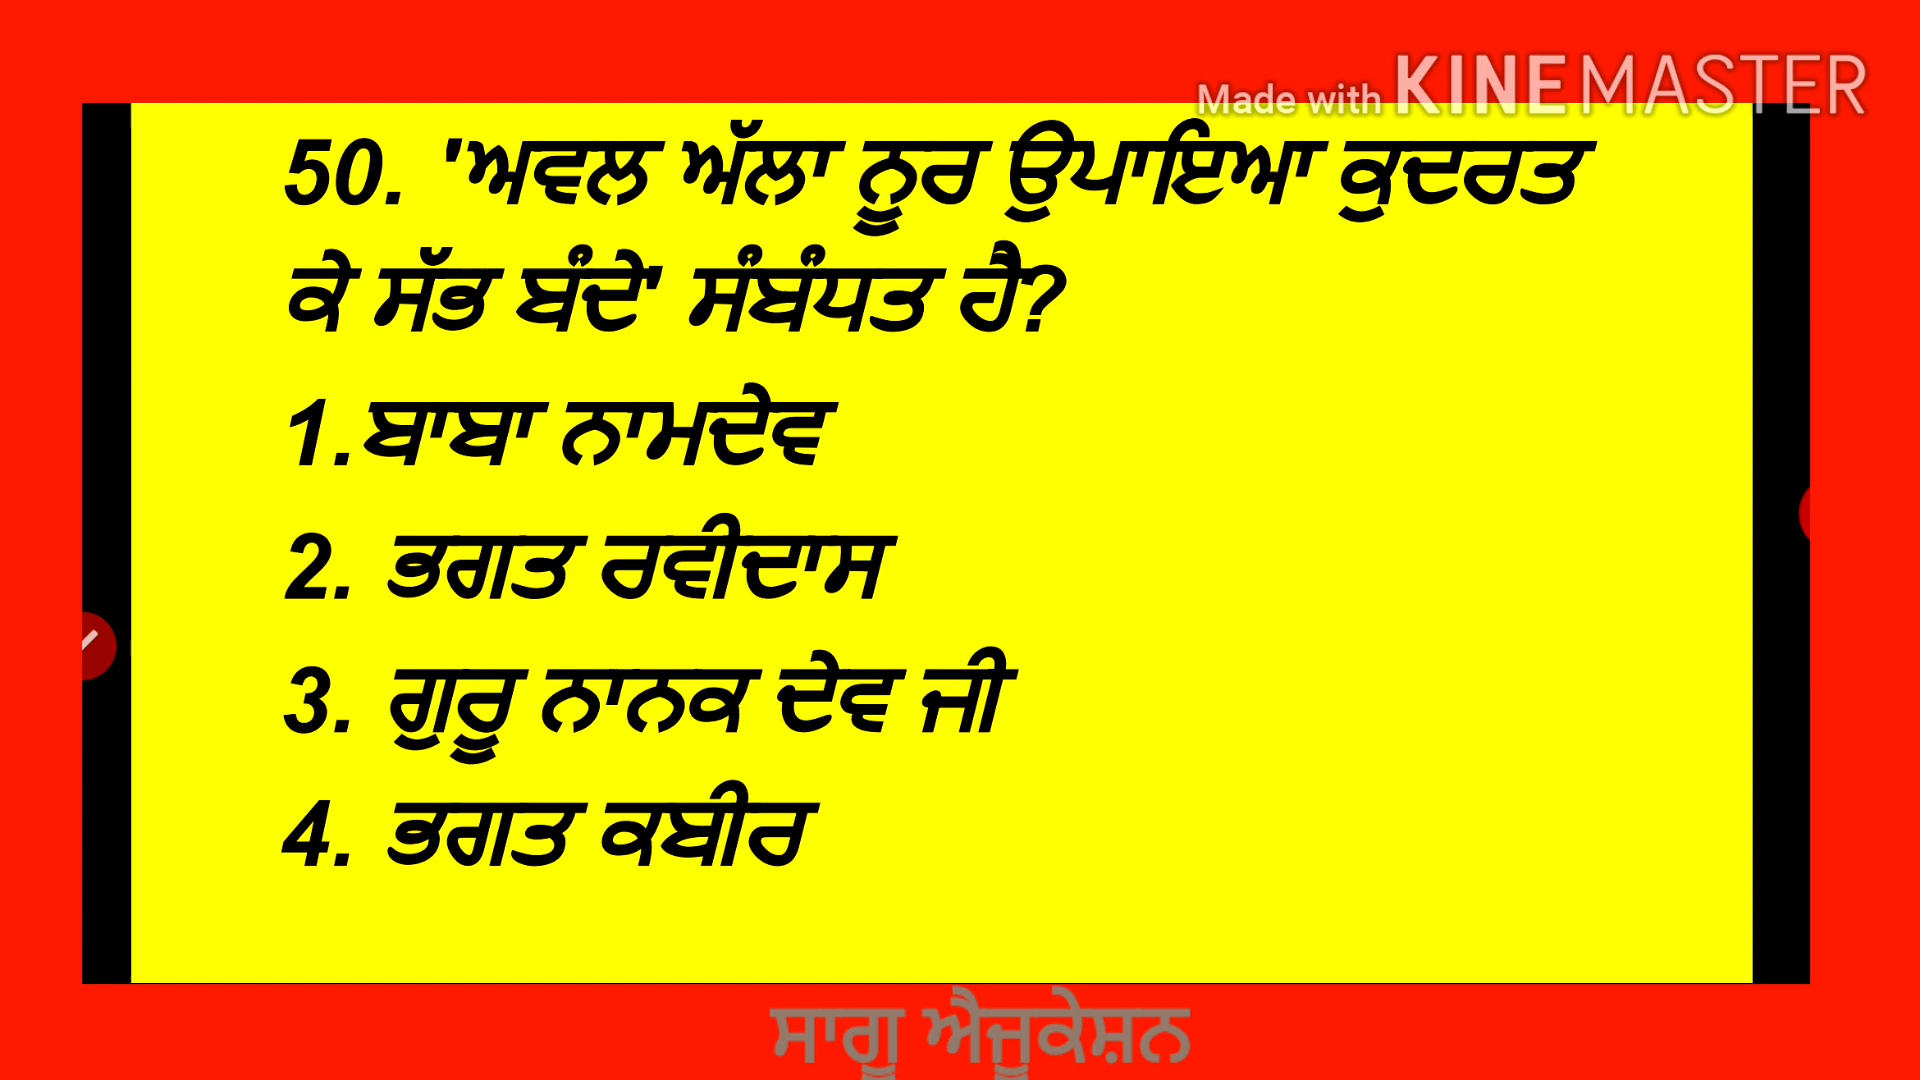 Made with KINEMASTER
50. 'ਅਵਲ ਅੱਲਾ ਨੂਰ ਉਪਾਇਆ ਕੁਦਰਤ
ਕੇ ਸੱਭ ਬੰਦੇ' ਸੰਬੰਧਤ ਹੈ?
1.ਬਾਬਾ ਨਾਮਦੇਵ
2. ਭਗਤ ਰਵੀਦਾਸ
3. ਗੁਰੂ ਨਾਨਕ ਦੇਵ ਜੀ
4. ਭਗਤ ਕਬੀਰ
ਸਾਗੂ ਐਜੂਕੇਸ਼ਨ